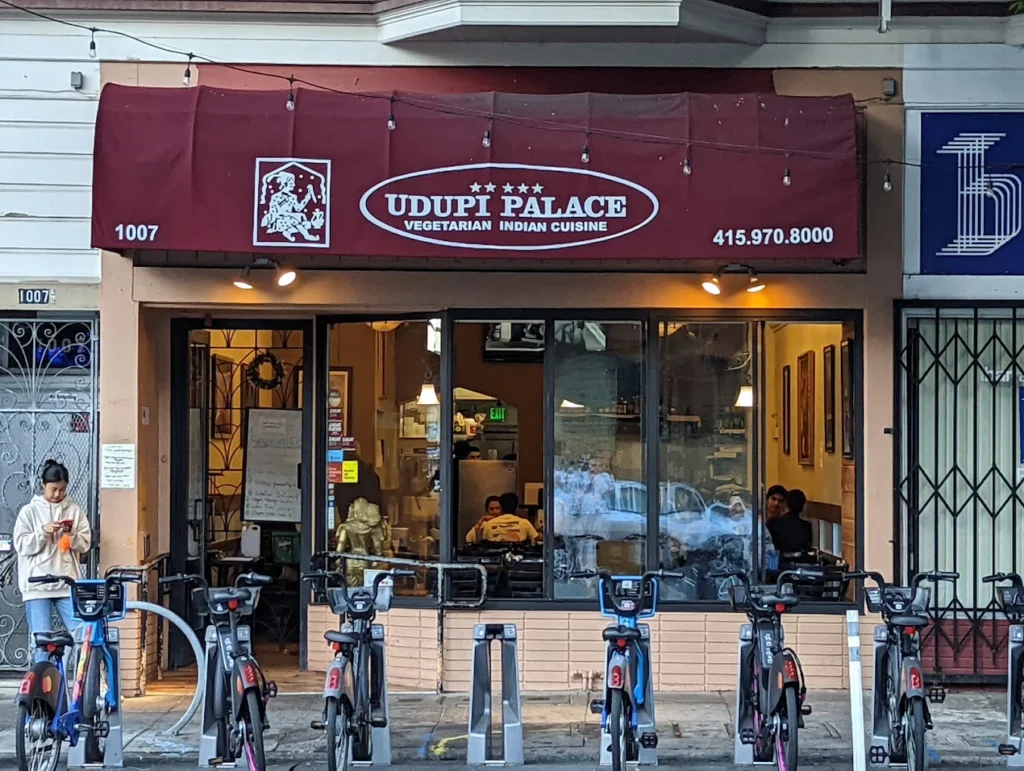 ★★★★★
UDUPI PALACE
VEGETARIAN INDIAN CUISINE
1007
415.970.8000
1007
EXIT